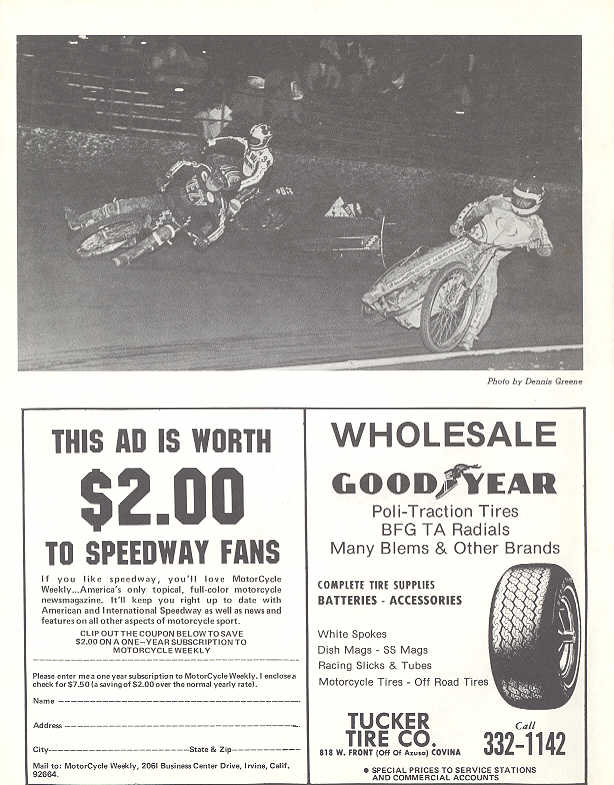 Photo by Dennis Greene
THIS AD IS WORTH
$2.00
TO SPEEDWAY FANS
If you like speedway, you'll love MotorCycle
Weekly...America's only topical, full-color motorcycle
newsmagazine. It'll keep you right up to date with
American and International Speedway as well as news and
features on all other aspects of motorcycle sport.
CLIP OUT THE COUPON BELOW TO SAVE
$2.00 ON A ONE-YEAR SUBSCRIPTION TO
MOTORCYCLE WEEKLY
Please enter me a one year subscription to MotorCycle Weekly. I enclose a
check for $7.50 (a saving of $2.00 over the normal yearly rate).
Name
Address
City State & Zip
Mail to: MotorCycle Weekly, 2061 Business Center Drive, Irvine, Calif.
92664.
WHOLESALE
GOOD YEAR
Poli-Traction Tires
BFG TA Radials
Many Blems & Other Brands
COMPLETE TIRE SUPPLIES
BATTERIES - ACCESSORIES
White Spokes
Dish Mags - SS Mags
Racing Slicks & Tubes
Motorcycle Tires - Off Road Tires
TUCKER
TIRE CO.
818 W. FRONT (Off Of Azusa) COVINA
Call
332-1142
• SPECIAL PRICES TO SERVICE STATIONS
AND COMMERCIAL ACCOUNTS